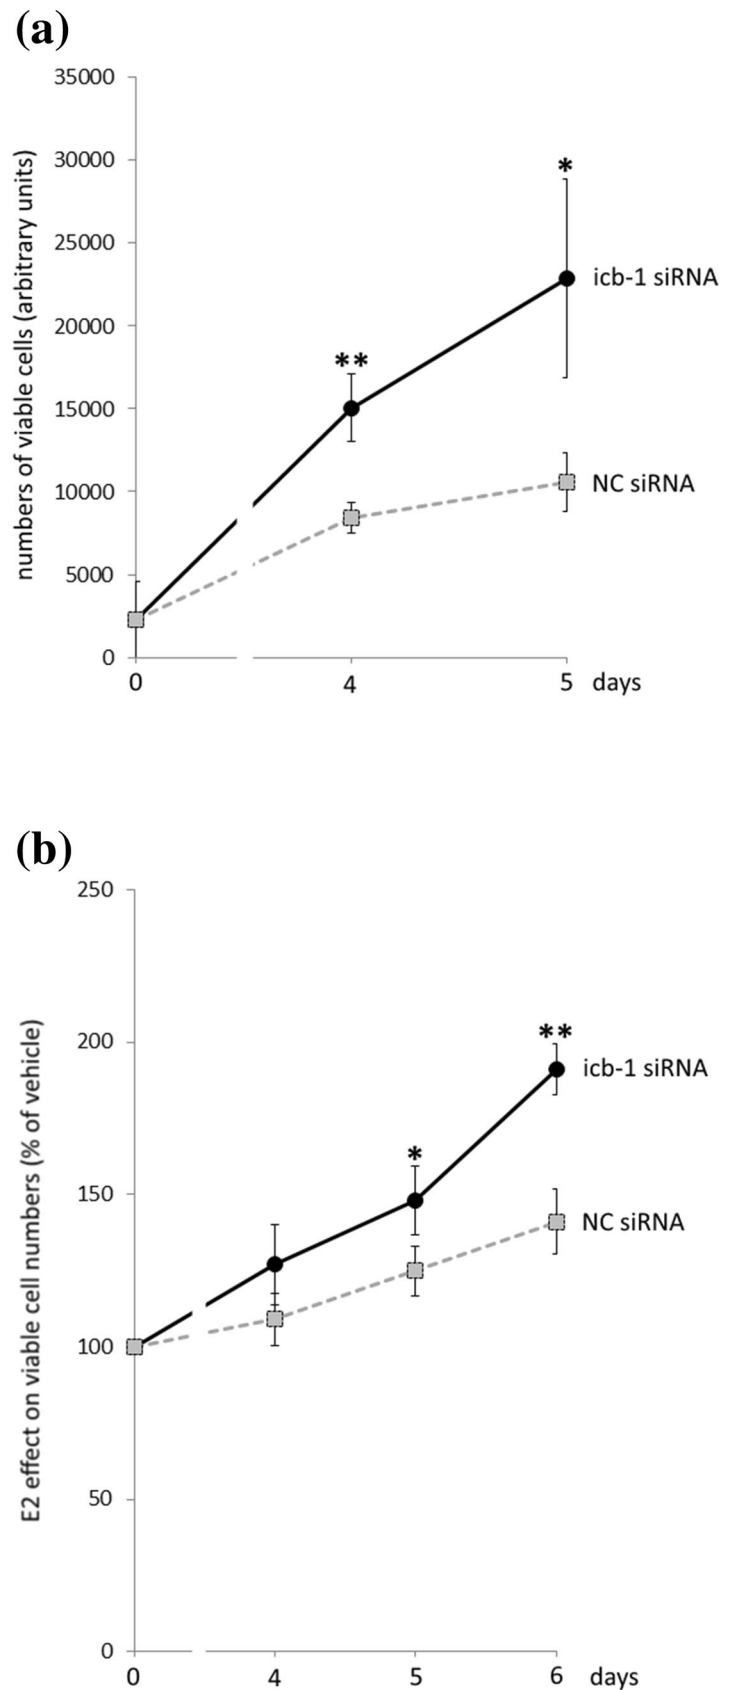 (a)
numbers of viable cells (arbitrary units)
35000
30000
25000
20000
15000
10000
5000
0
*
**
icb-1 siRNA
NC siRNA
0 4 5 days
(b)
E2 effect on viable cell numbers (% of vehicle)
250
200
150
100
50
0
**
*
icb-1 siRNA
NC siRNA
0 4 5 6 days